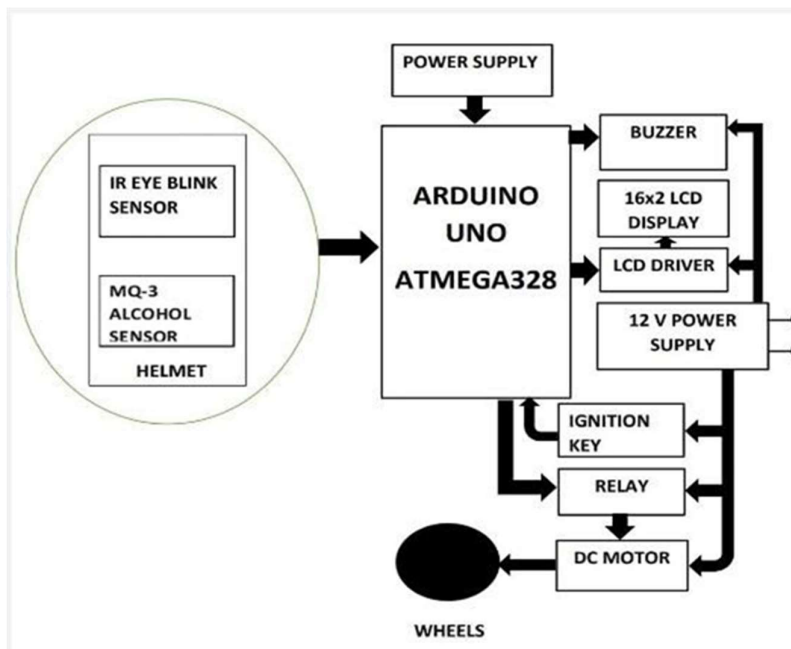 POWER SUPPLY
IR EYE BLINK
SENSOR
MQ-3
ALCOHOL
SENSOR
HELMET
ARDUINO
UNO
ATMEGA328
BUZZER
16x2 LCD
DISPLAY
LCD DRIVER
12 V POWER
SUPPLY
IGNITION
KEY
RELAY
DC MOTOR
WHEELS